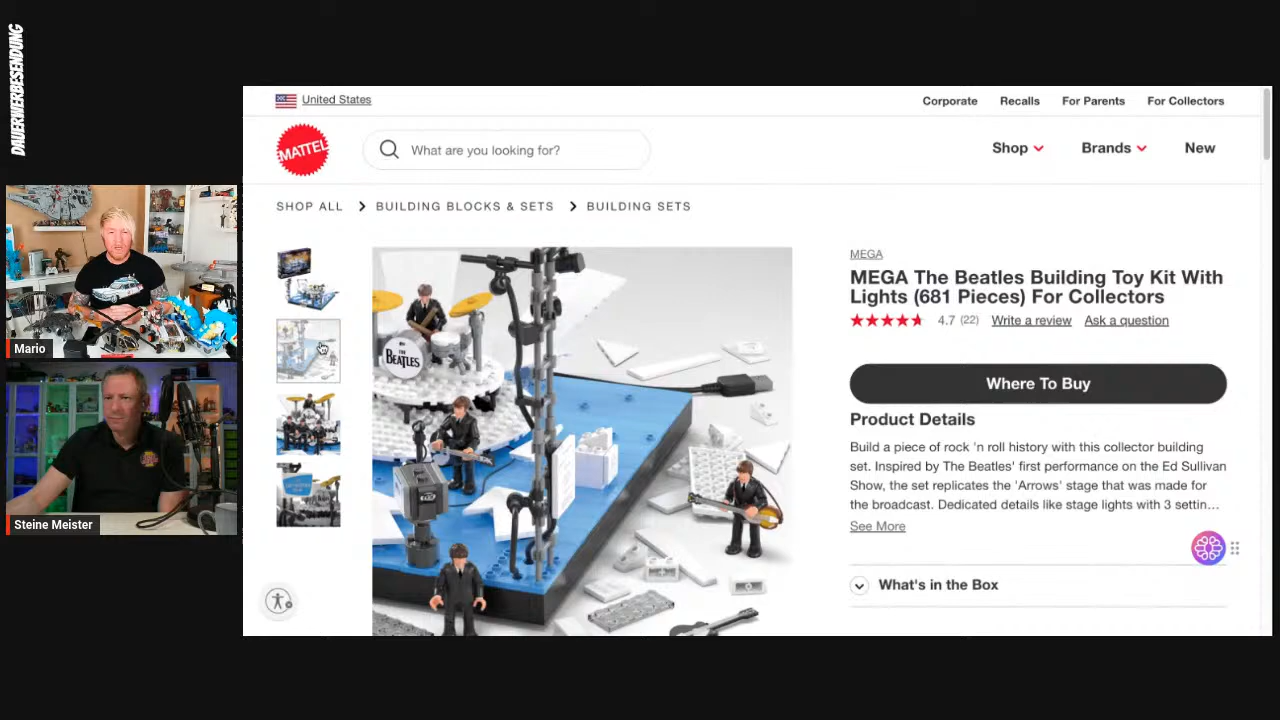 DAUERWERBESENDUNG
United States
Corporate
Recalls
For Parents
For Collectors
MATTEL
What are you looking for?
Shop
Brands
New
SHOP ALL
BUILDING BLOCKS & SETS
BUILDING SETS
MEGA
MEGA The Beatles Building Toy Kit With
Lights (681 Pieces) For Collectors
4.7 (22)
Write a review
Ask a question
Where To Buy
Product Details
Build a piece of rock 'n roll history with this collector building
set. Inspired by The Beatles' first performance on the Ed Sullivan
Show, the set replicates the 'Arrows' stage that was made for
the broadcast. Dedicated details like stage lights with 3 settin…
See More
What's in the Box
THE
BEATLES
Mario
Steine Meister